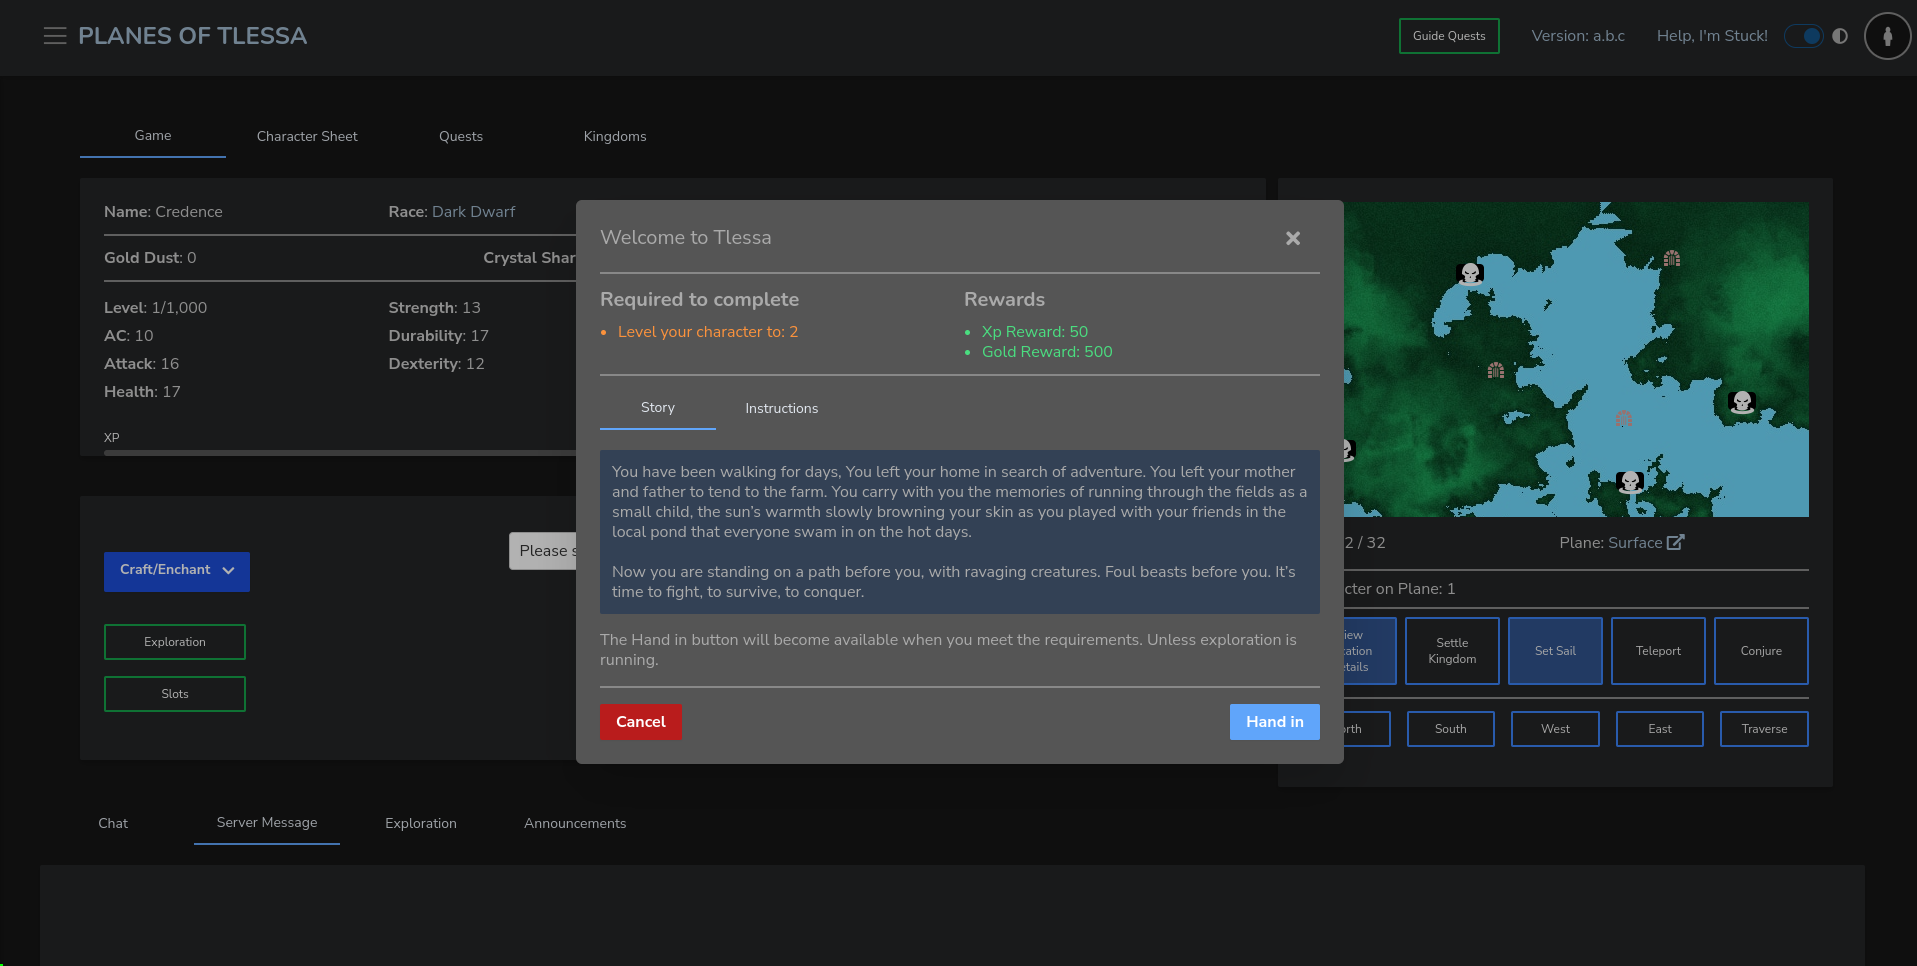 PLANES OF TLESSA
Guide Quests
Version: a.b.c
Help, I'm Stuck!
Game
Character Sheet
Quests
Kingdoms
Name: Credence
Race: Dark Dwarf
Gold Dust: 0
Crystal Shar
Level: 1/1,000
Strength: 13
AC: 10
Durability: 17
Attack: 16
Dexterity: 12
Health: 17
XP
Welcome to Tlessa
Required to complete
Level your character to: 2
Rewards
Xp Reward: 50
Gold Reward: 500
Story
Instructions
You have been walking for days, You left your home in search of adventure. You left your mother
and father to tend to the farm. You carry with you the memories of running through the fields as a
small child, the sun’s warmth slowly browning your skin as you played with your friends in the
local pond that everyone swam in on the hot days.
Now you are standing on a path before you, with ravaging creatures. Foul beasts before you. It’s
time to fight, to survive, to conquer.
The Hand in button will become available when you meet the requirements. Unless exploration is
running.
Cancel
Hand in
Please s
Craft/Enchant
Exploration
Slots
2 / 32
Plane: Surface
cter on Plane: 1
iew
ation
etails
Settle
Kingdom
Set Sail
Teleport
Conjure
orth
South
West
East
Traverse
Chat
Server Message
Exploration
Announcements